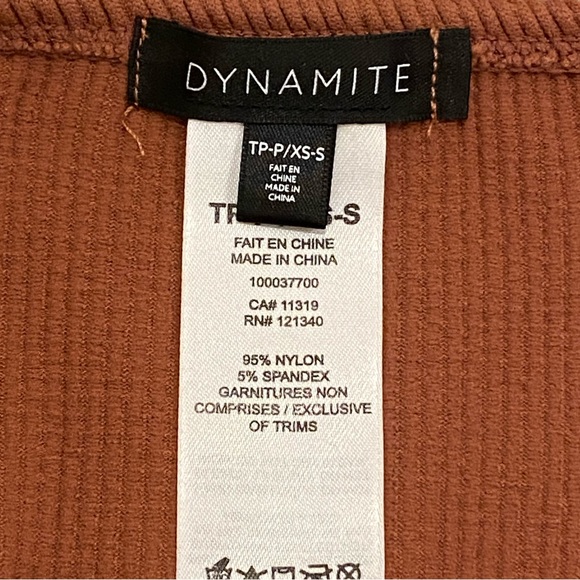 DYNAMITE
TP-P/XS-S
FAIT EN
CHINE
MADE IN
CHINA
FAIT EN CHINE
MADE IN CHINA
100037700
CA# 11319
RN# 121340
95% NYLON
5% SPANDEX
GARNITURES NON
COMPRISES / EXCLUSIVE
OF TRIMS